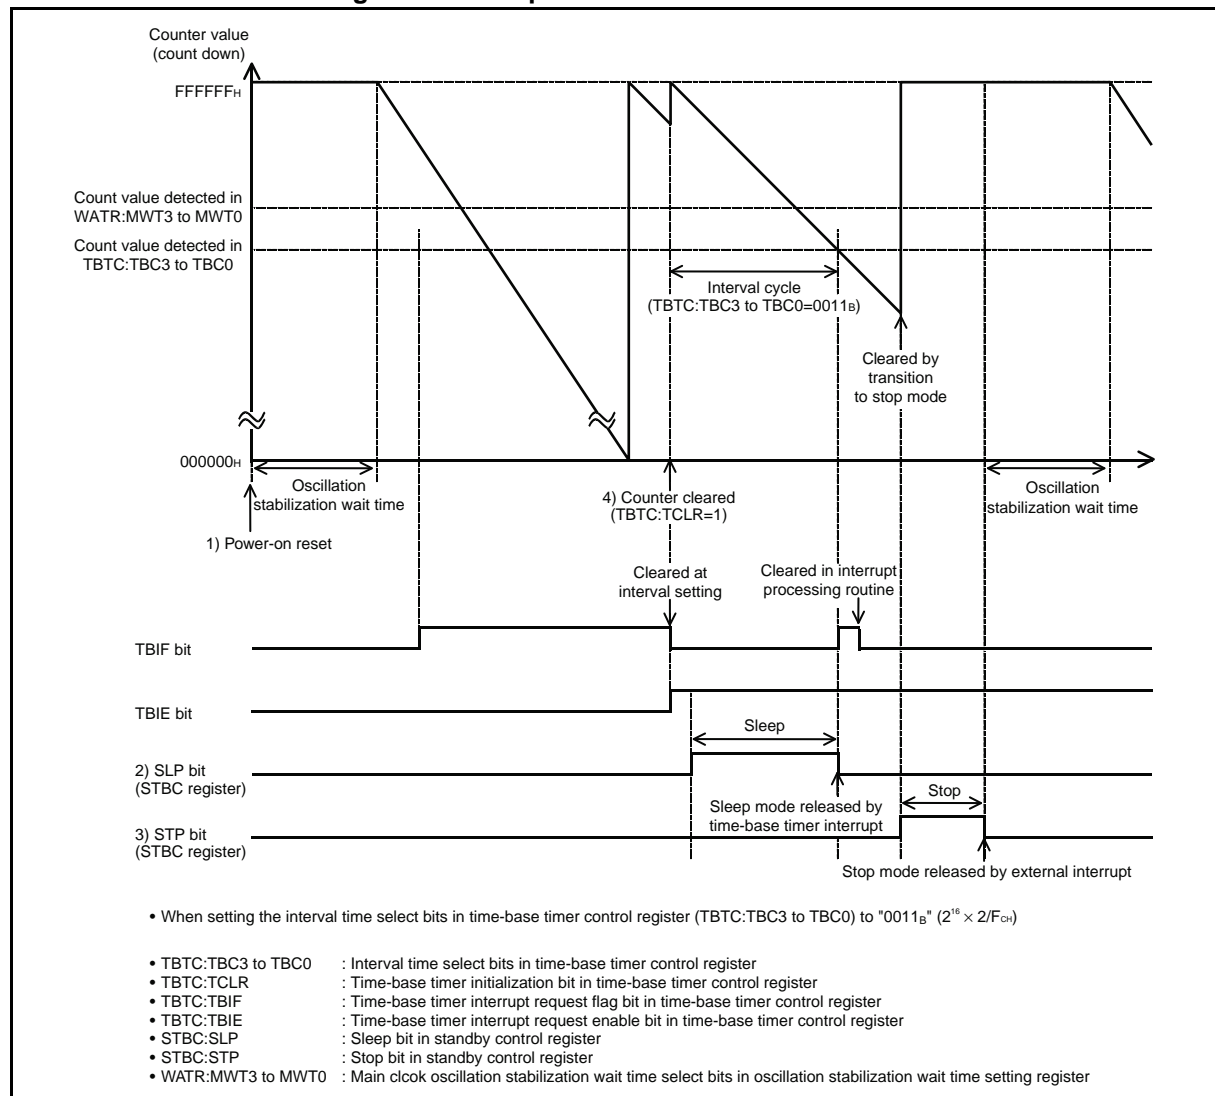 Counter value
(count down)
FFFFFFH
Count value detected in
WATR:MWT3 to MWT0
Count value detected in
TBTC:TBC3 to TBC0
Interval cycle
(TBTC:TBC3 to TBC0=0011B)
Cleared by
transition
to stop mode
000000H
Oscillation
stabilization wait time
4) Counter cleared
(TBTC:TCLR=1)
Oscillation
stabilization wait time
1) Power-on reset
Cleared at
interval setting
Cleared in interrupt
processing routine
TBIF bit
TBIE bit
Sleep
2) SLP bit
(STBC register)
Stop
Sleep mode released by
time-base timer interrupt
3) STP bit
(STBC register)
Stop mode released by external interrupt
• When setting the interval time select bits in time-base timer control register (TBTC:TBC3 to TBC0) to "0011B" (2¹⁶ × 2/FCH)
• TBTC:TBC3 to TBC0 : Interval time select bits in time-base timer control register
• TBTC:TCLR : Time-base timer initialization bit in time-base timer control register
• TBTC:TBIF : Time-base timer interrupt request flag bit in time-base timer control register
• TBTC:TBIE : Time-base timer interrupt request enable bit in time-base timer control register
• STBC:SLP : Sleep bit in standby control register
• STBC:STP : Stop bit in standby control register
• WATR:MWT3 to MWT0 : Main clcok oscillation stabilization wait time select bits in oscillation stabilization wait time setting register